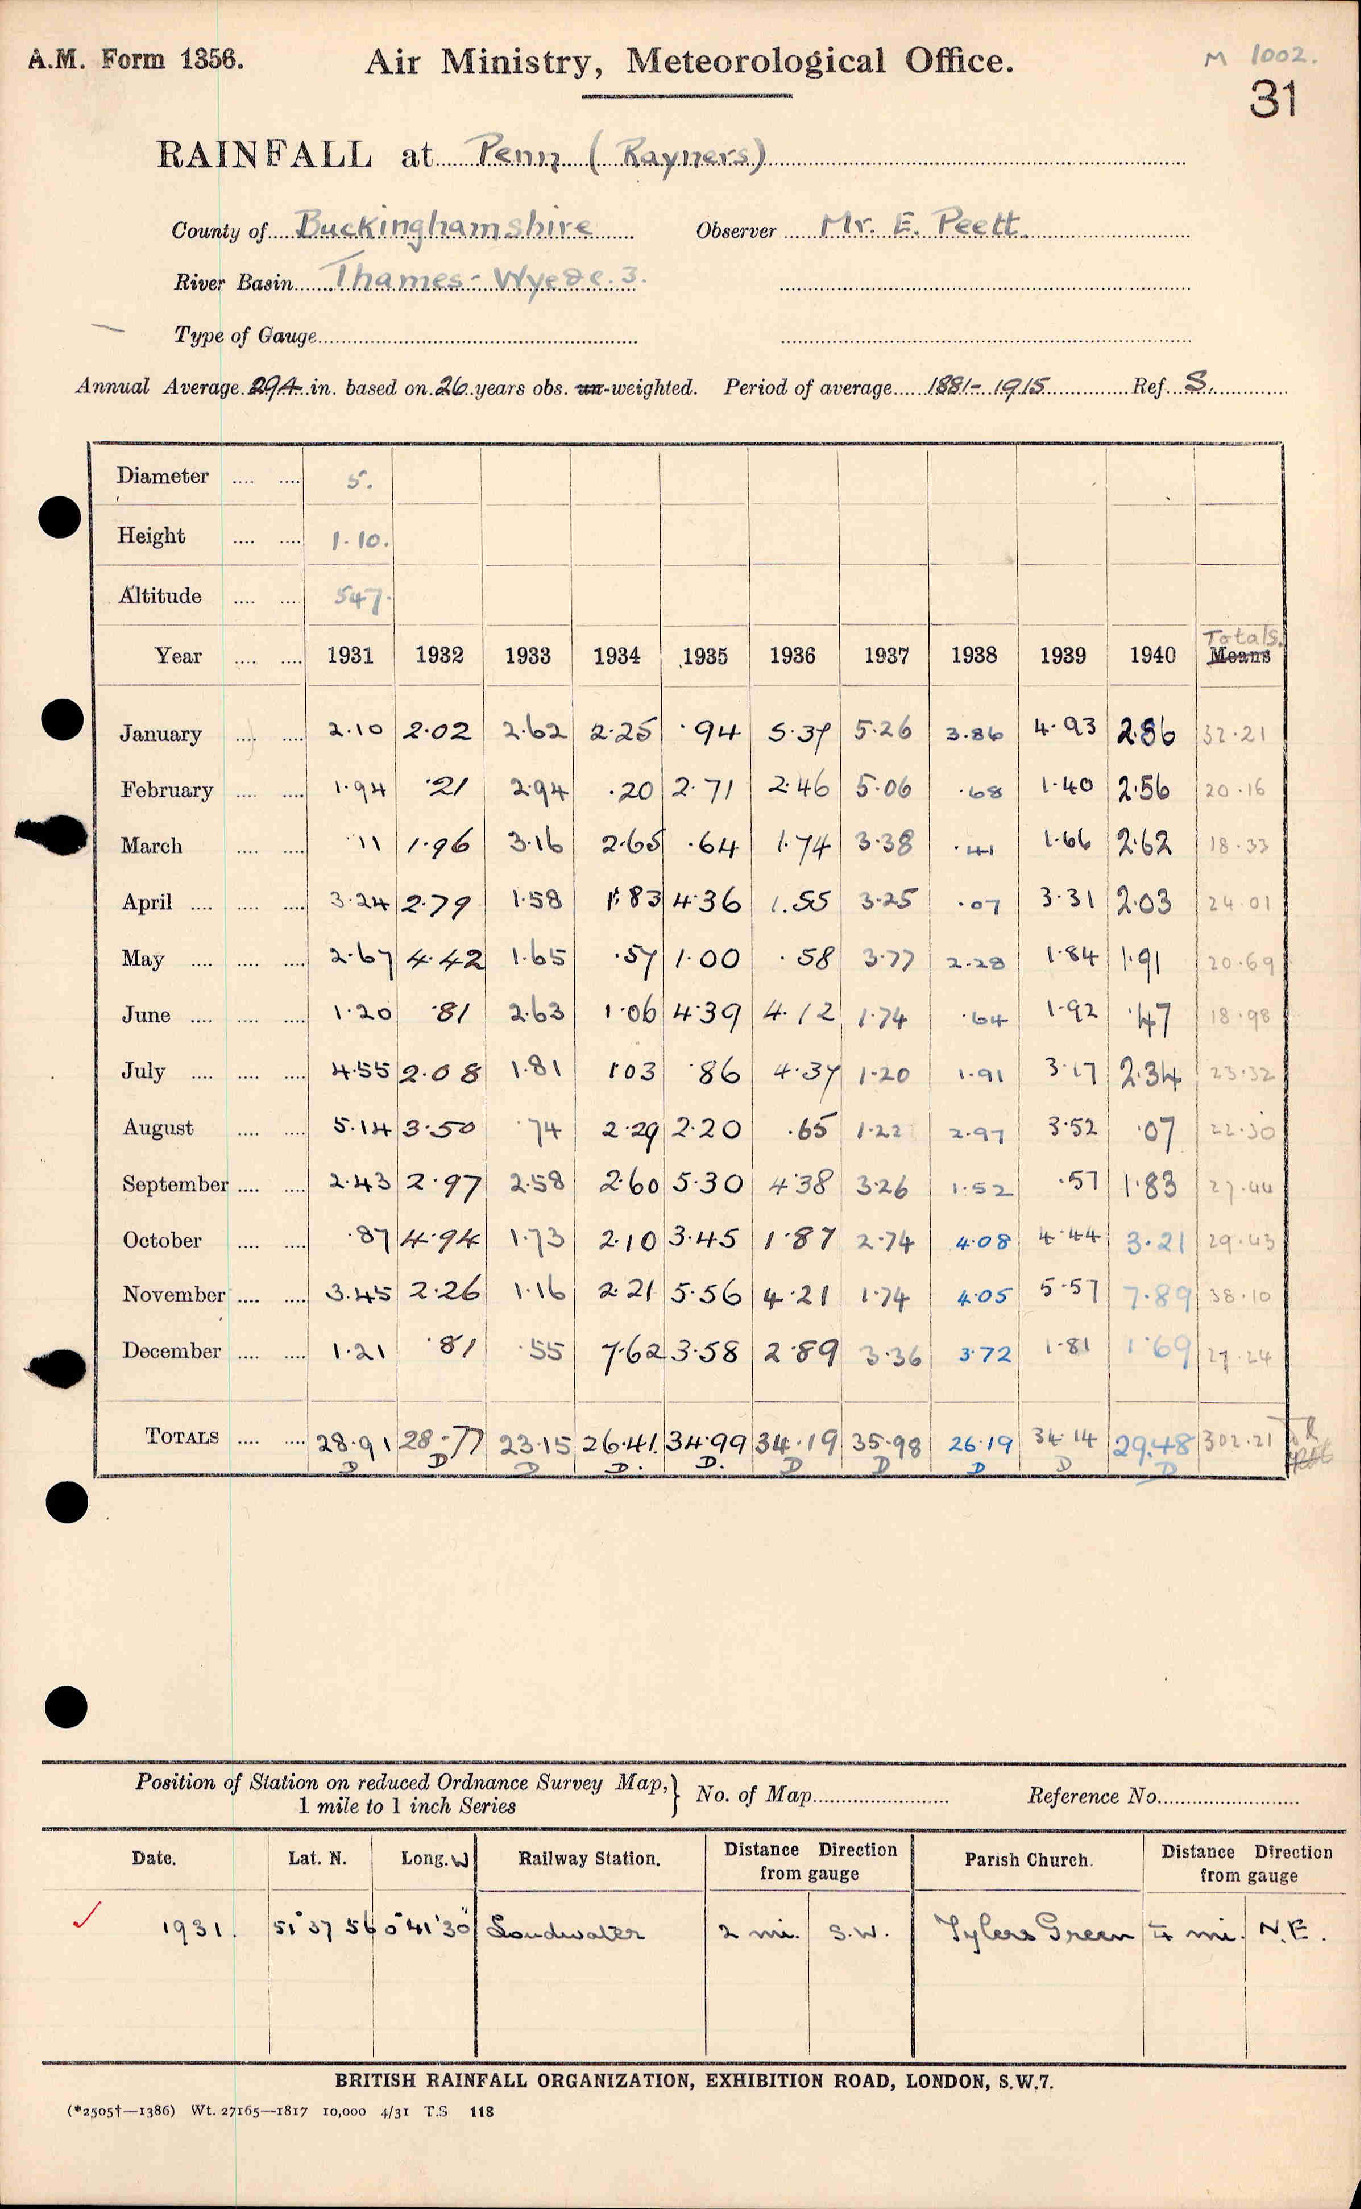 A.M. Form 1356.
Air Ministry, Meteorological Office.
M 1002.
31
RAINFALL at Penn (Rayners)
County of Buckinghamshire Observer Mr. E. Peett.
River Basin Thames - Wye &c. 3.
Type of Gauge
Annual Average 29.4 in. based on 26 years obs. un-weighted. Period of average 1881-1915 Ref. S.
Diameter 5.
Height 1.10.
Altitude 547.
Totals.
Year 1931 1932 1933 1934 1935 1936 1937 1938 1939 1940 Means
January 2.10 2.02 2.62 2.25 .94 5.37 5.26 3.86 4.93 2.86 32.21
February 1.94 .21 2.94 .20 2.71 2.46 5.06 .68 1.40 2.56 20.16
March .11 1.96 3.16 2.65 .64 1.74 3.38 .41 1.66 2.62 18.33
April 3.24 2.79 1.58 1.83 4.36 1.55 3.25 .07 3.31 2.03 24.01
May 2.67 4.42 1.65 .57 1.00 .58 3.77 2.28 1.84 1.91 20.69
June 1.20 .81 2.63 1.06 4.39 4.12 1.74 .64 1.92 .47 18.98
July 4.55 2.08 1.81 1.03 .86 4.37 1.20 1.91 3.17 2.34 23.32
August 5.14 3.50 .74 2.29 2.20 .65 1.22 2.97 3.52 .07 22.30
September 2.43 2.97 2.58 2.60 5.30 4.38 3.26 1.52 .57 1.83 27.44
October .87 4.94 1.73 2.10 3.45 1.87 2.74 4.08 4.44 3.21 29.43
November 3.45 2.26 1.16 2.21 5.56 4.21 1.74 4.05 5.57 7.89 38.10
December 1.21 .81 .55 7.62 3.58 2.89 3.36 3.72 1.81 1.69 27.24
TOTALS 28.91 28.77 23.15 26.41 34.99 34.19 35.98 26.19 34.14 29.48 302.21
D D D D. D. D D D D D
Position of Station on reduced Ordnance Survey Map,} No. of Map Reference No.
1 mile to 1 inch Series
Date. Lat. N. Long. W Railway Station. Distance Direction Parish Church. Distance Direction
from gauge from gauge
1931. 51° 37 56 0° 41' 30" Loudwater 2 mi. S.W. Tylers Green ¼ mi. N.E.
BRITISH RAINFALL ORGANIZATION, EXHIBITION ROAD, LONDON, S.W.7.
(*2505†—1386) Wt. 27165—1817 10,000 4/31 T.S 118